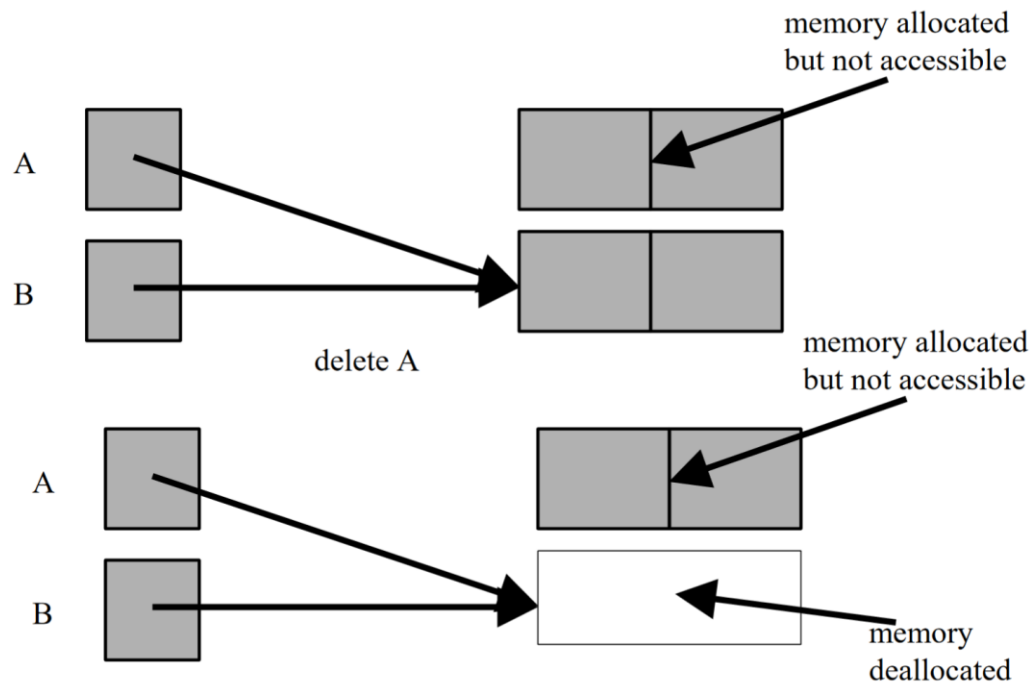 memory allocated
but not accessible
A
B
delete A
memory allocated
but not accessible
A
B
memory
deallocated